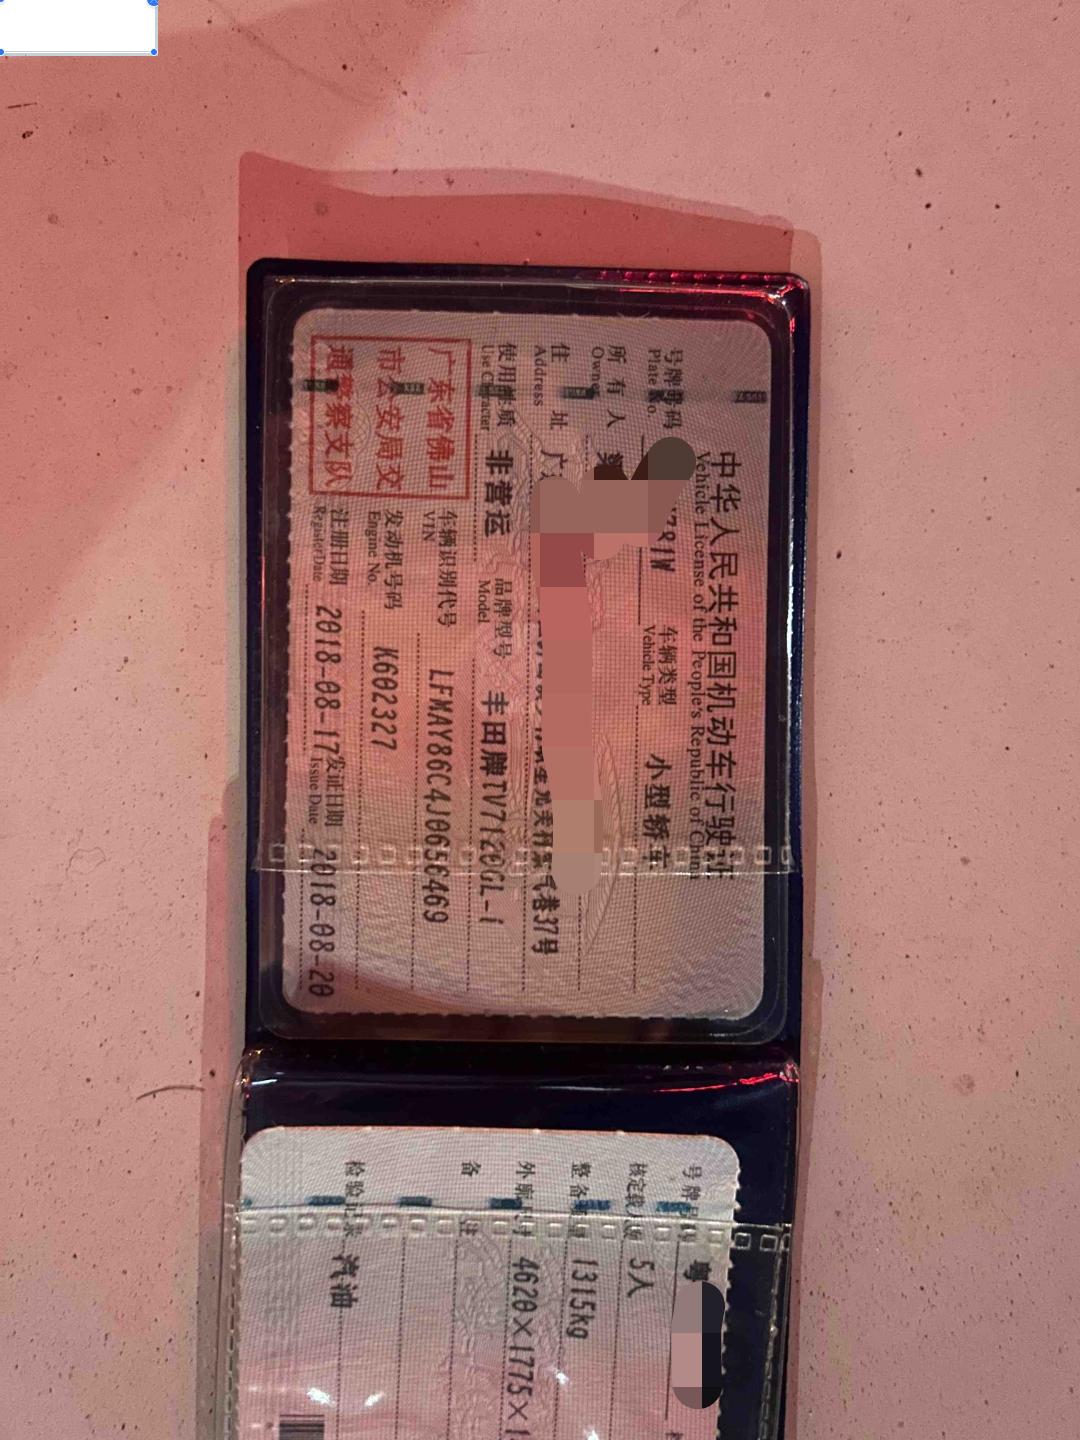 中华人民共和国机动车行驶证
Vehicle License of the People's Republic of China
号牌号码
Plate No.
781W
车辆类型
Vehicle Type
小型轿车
所有人
Owner
住址
Address
广
巷37号
使用性质
Use Character
非营运
品牌型号
Model
丰田牌TV7120GL-i
车辆识别代号
VIN
LFMAY86C4J0656469
发动机号码
Engine No.
K602327
注册日期
Register Date
2018-08-17
发证日期
Issue Date
2018-08-20
广东省佛山
市公安局交
通警察支队
号牌号码
粤
核定载人数
5人
整备质量
1315kg
外廓尺寸
4620×1775×1
备注
检验记录
汽油